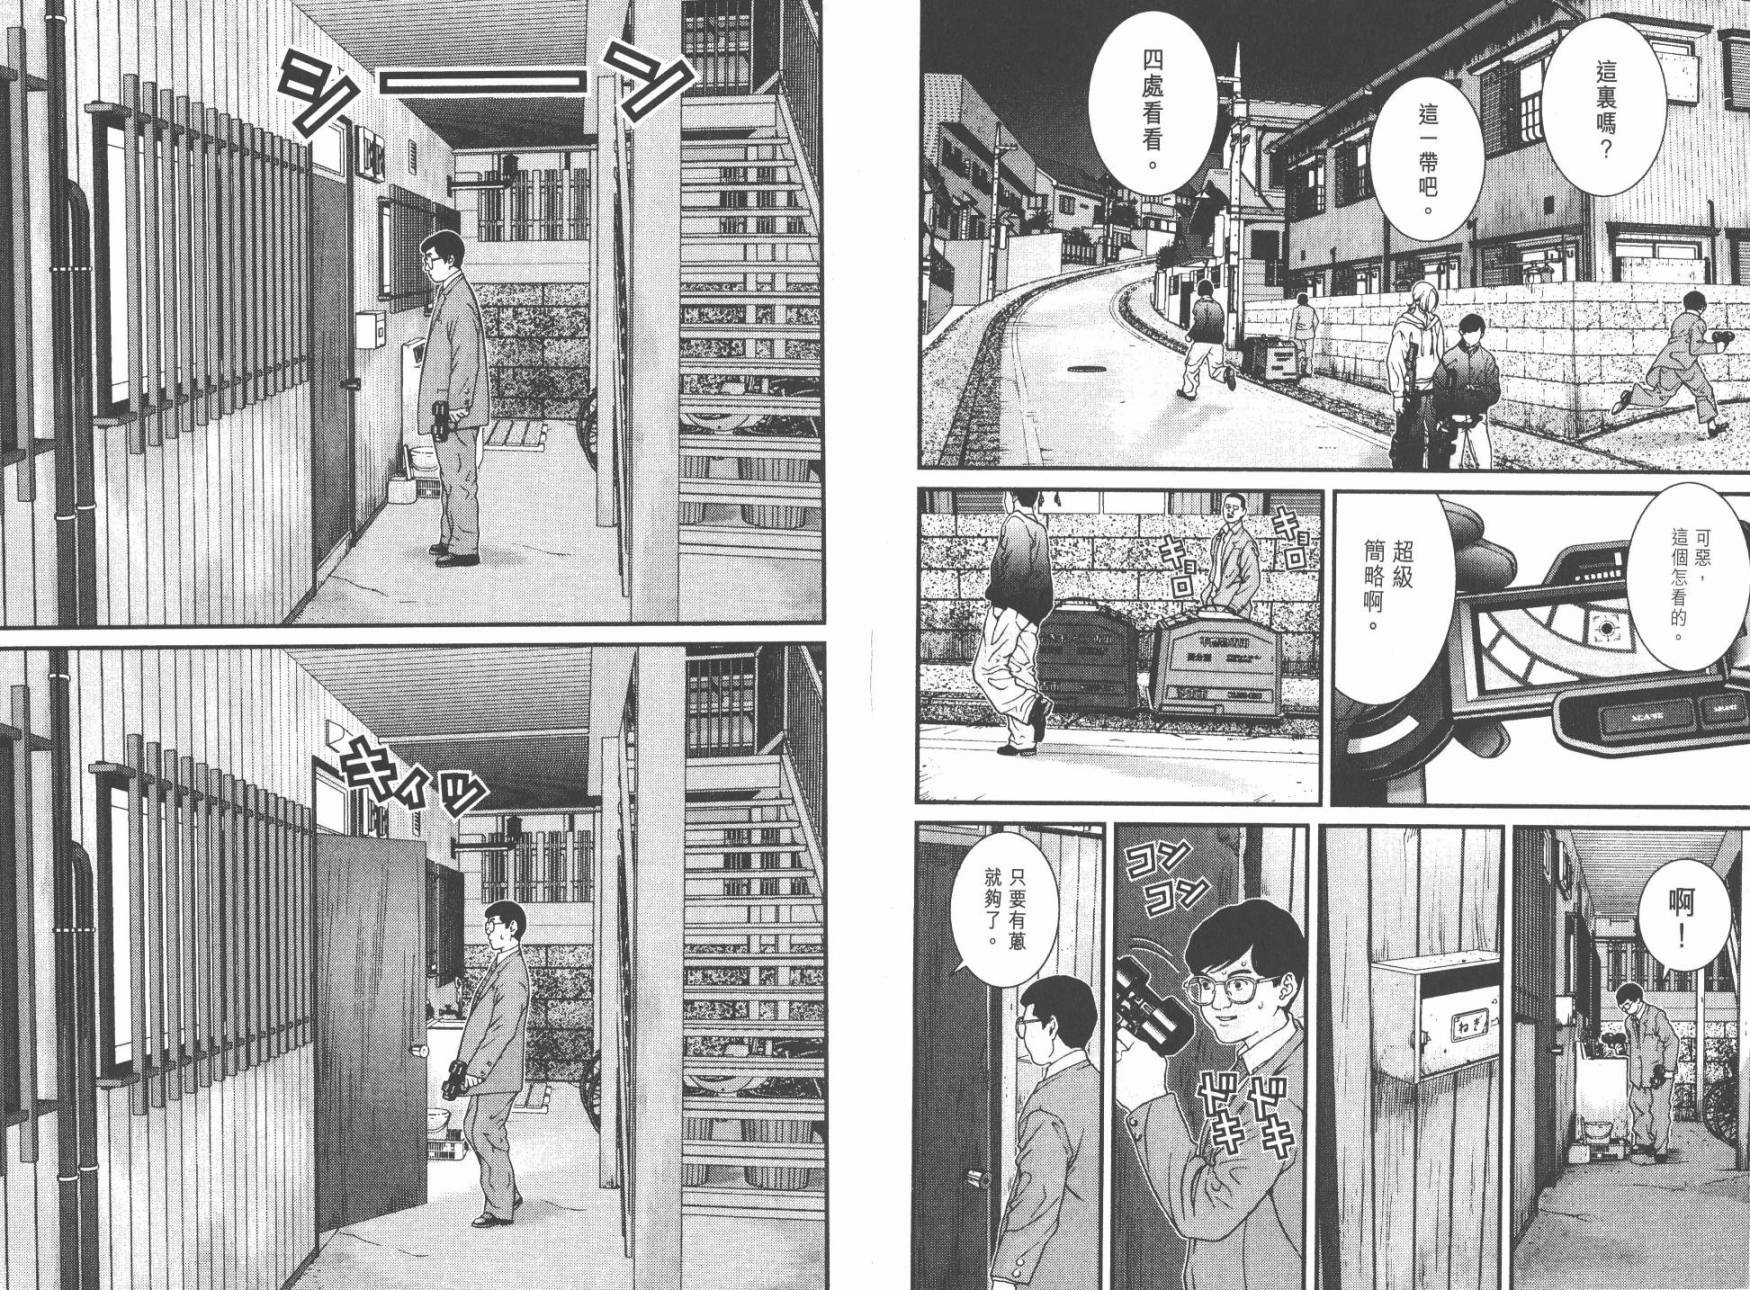 這裏嗎？
這一帶吧。
四處看看。
可惡，
這個怎看的。
超級
簡略啊。
キョロ
キョロ
啊！
ねぎ
コン
コン
ドキ
ドキ
只要有蔥
就夠了。
シーン
キィッ